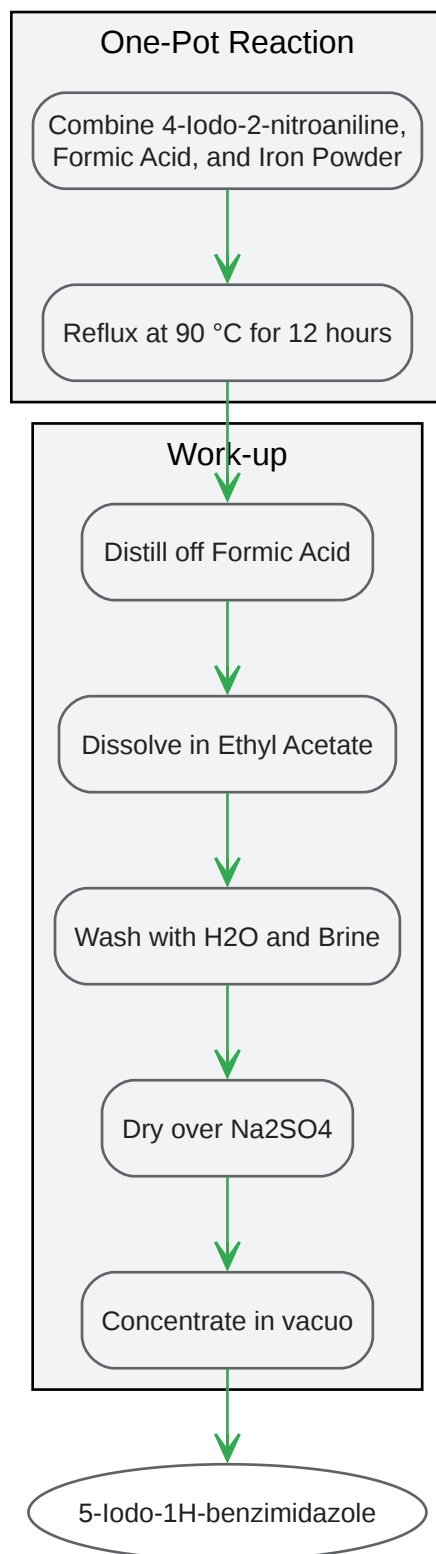 One-Pot Reaction
Combine 4-Iodo-2-nitroaniline,
Formic Acid, and Iron Powder
Reflux at 90 °C for 12 hours
Work-up
Distill off Formic Acid
Dissolve in Ethyl Acetate
Wash with H2O and Brine
Dry over Na2SO4
Concentrate in vacuo
5-Iodo-1H-benzimidazole